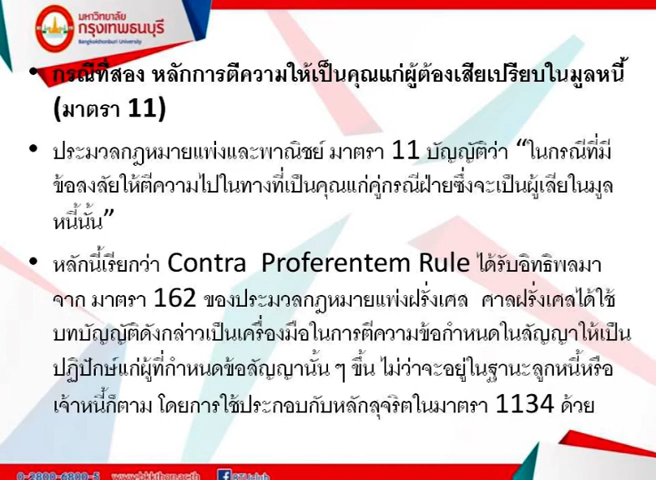 มหาวิทยาลัย
กรุงเทพธนบุรี
Bangkokthonburi University
• กรณีที่สอง หลักการตีความให้เป็นคุณแก่ผู้ต้องเสียเปรียบในมูลหนี้
(มาตรา 11)
• ประมวลกฎหมายแพ่งและพาณิชย์ มาตรา 11 บัญญัติว่า “ในกรณีที่มี
ข้อสงสัยให้ตีความไปในทางที่เป็นคุณแก่คู่กรณีฝ่ายซึ่งจะเป็นผู้เสียในมูล
หนี้นั้น”
• หลักนี้เรียกว่า Contra Proferentem Rule ได้รับอิทธิพลมา
จาก มาตรา 162 ของประมวลกฎหมายแพ่งฝรั่งเศส ศาลฝรั่งเศสได้ใช้
บทบัญญัติดังกล่าวเป็นเครื่องมือในการตีความข้อกำหนดในสัญญาให้เป็น
ปฏิปักษ์แก่ผู้ที่กำหนดข้อสัญญานั้น ๆ ขึ้น ไม่ว่าจะอยู่ในฐานะลูกหนี้หรือ
เจ้าหนี้ก็ตาม โดยการใช้ประกอบกับหลักสุจริตในมาตรา 1134 ด้วย
0-2800-6800-5 www.bkkthon.ac.th BTUclub